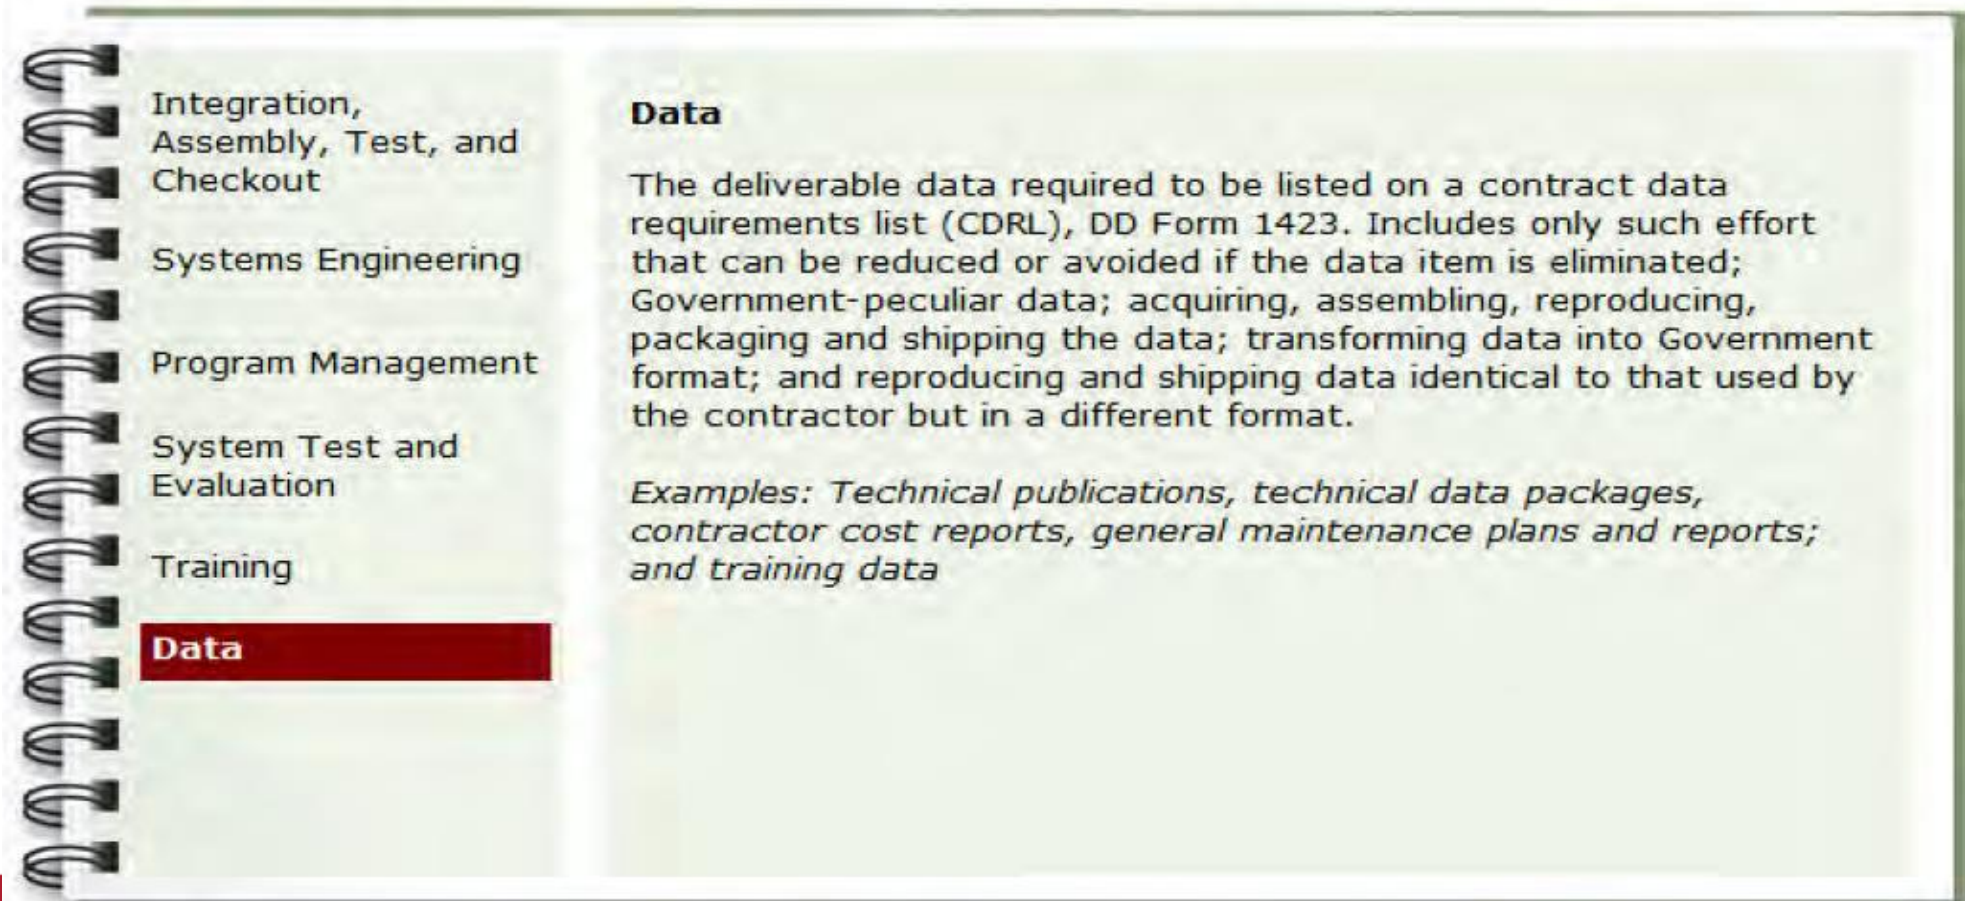 Integration,
Assembly, Test, and
Checkout
Systems Engineering
Program Management
System Test and
Evaluation
Training
Data
Data
The deliverable data required to be listed on a contract data
requirements list (CDRL), DD Form 1423. Includes only such effort
that can be reduced or avoided if the data item is eliminated;
Government-peculiar data; acquiring, assembling, reproducing,
packaging and shipping the data; transforming data into Government
format; and reproducing and shipping data identical to that used by
the contractor but in a different format.
Examples: Technical publications, technical data packages,
contractor cost reports, general maintenance plans and reports;
and training data